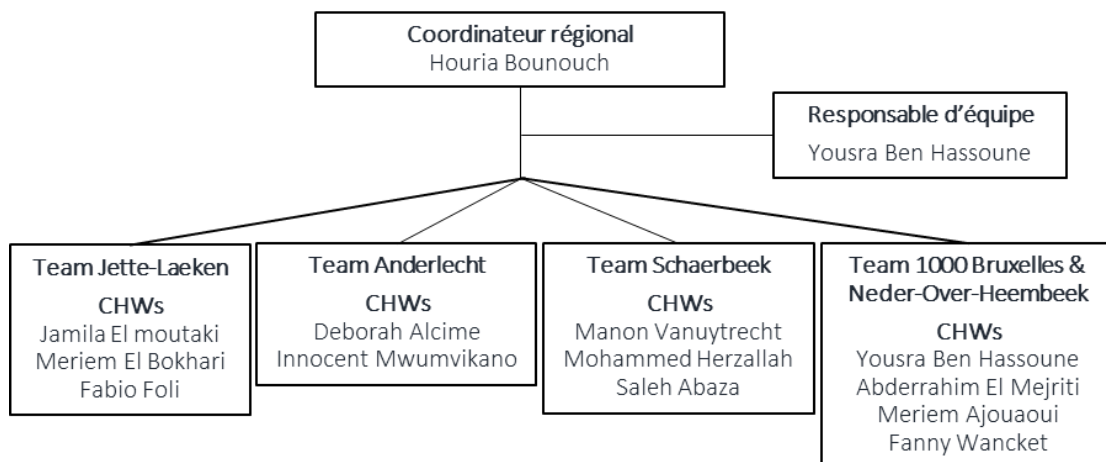 Coordinateur régional
Houria Bounouch
Responsable d’équipe
Yousra Ben Hassoune
Team Jette-Laeken
CHWs
Jamila El moutaki
Meriem El Bokhari
Fabio Foli
Team Anderlecht
CHWs
Deborah Alcime
Innocent Mwumvikano
Team Schaerbeek
CHWs
Manon Vanuytrecht
Mohammed Herzallah
Saleh Abaza
Team 1000 Bruxelles &
Neder-Over-Heembeek
CHWs
Yousra Ben Hassoune
Abderrahim El Mejriti
Meriem Ajouaoui
Fanny Wancket